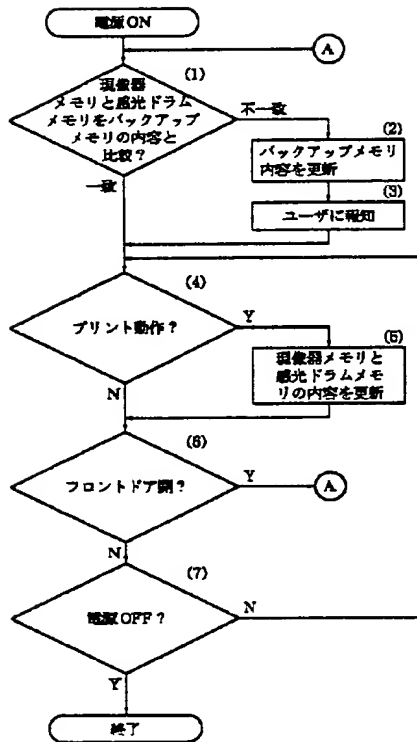 電源ON
A
(1)
現像器
メモリと感光ドラム
メモリをバックアップ
メモリの内容と
比較？
不一致
一致
(2)
バックアップメモリ
内容を更新
(3)
ユーザに報知
(4)
プリント動作？
Y
N
(5)
現像器メモリと
感光ドラムメモ
リの内容を更新
(6)
フロントドア開？
Y
A
N
(7)
電源OFF？
N
Y
終了